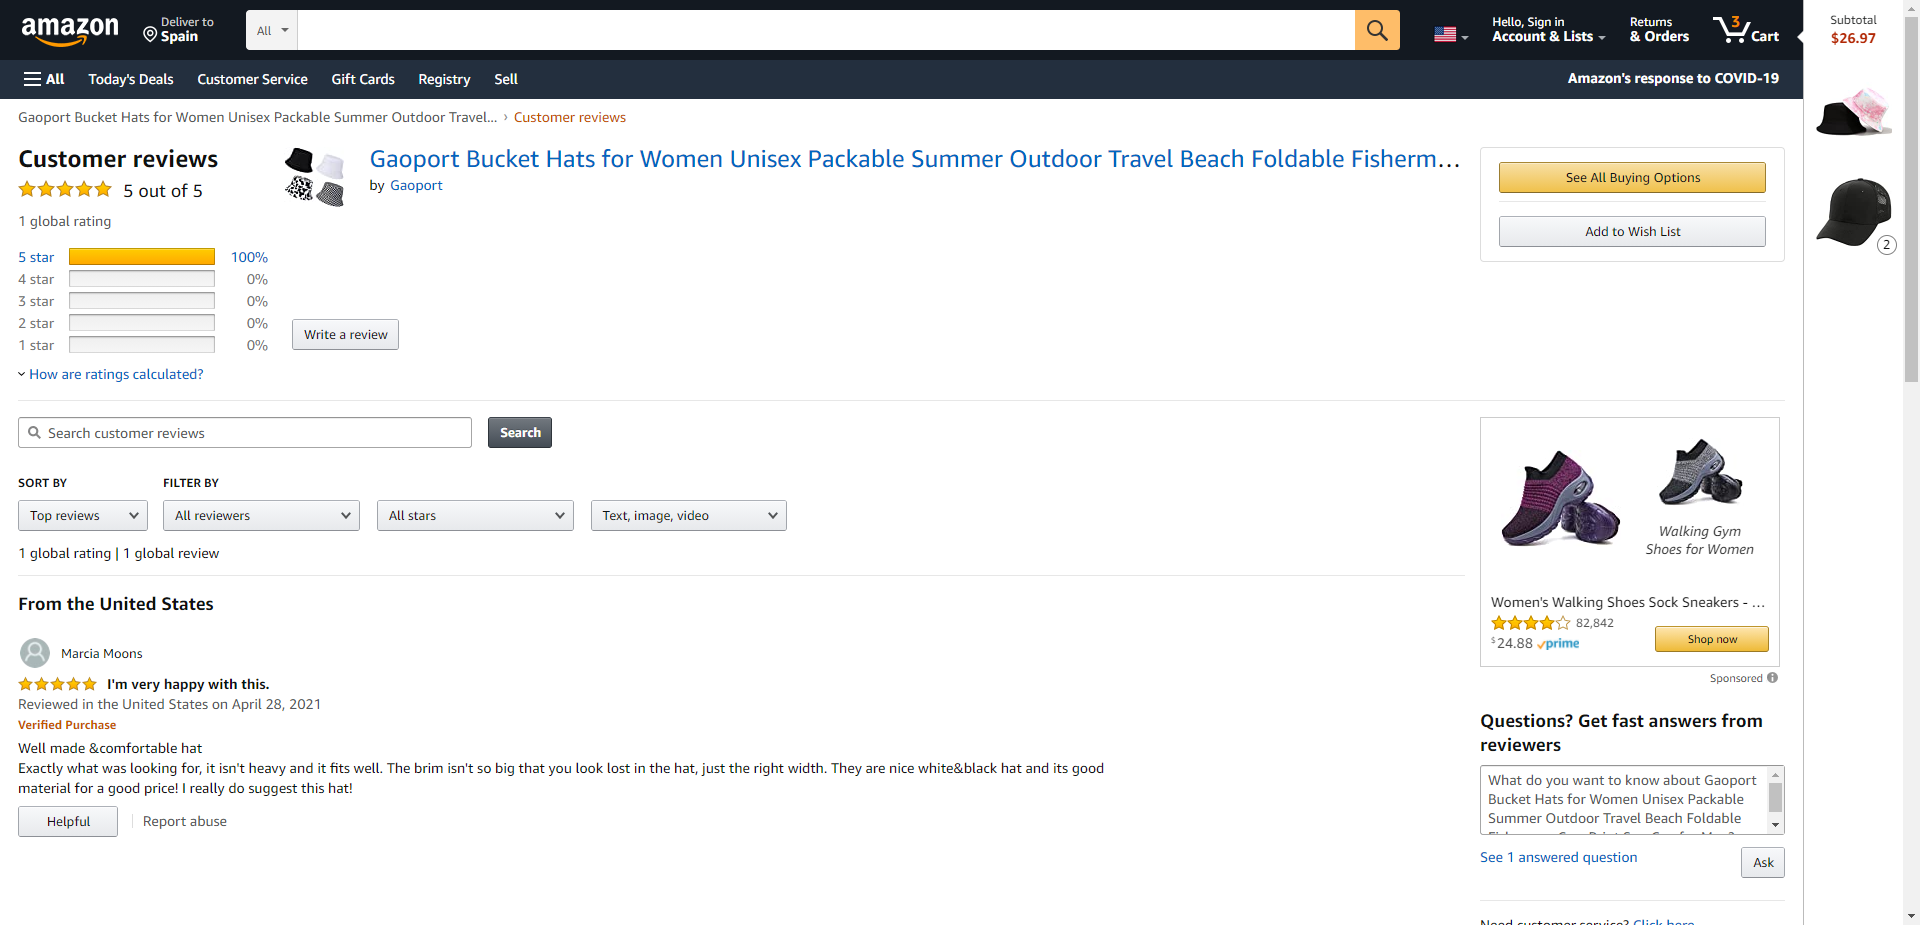 amazon
Deliver to
Spain
All
Hello, Sign in
Account & Lists
Returns
& Orders
3
Cart
Subtotal
$26.97
All
Today's Deals
Customer Service
Gift Cards
Registry
Sell
Amazon's response to COVID-19
Gaoport Bucket Hats for Women Unisex Packable Summer Outdoor Travel... › Customer reviews
Customer reviews
5 out of 5
1 global rating
5 star 100%
4 star 0%
3 star 0%
2 star 0%
1 star 0%
How are ratings calculated?
Gaoport Bucket Hats for Women Unisex Packable Summer Outdoor Travel Beach Foldable Fisherm...
by Gaoport
Write a review
See All Buying Options
Add to Wish List
2
Search customer reviews
Search
SORT BY
FILTER BY
Top reviews
All reviewers
All stars
Text, image, video
1 global rating | 1 global review
From the United States
Marcia Moons
I'm very happy with this.
Reviewed in the United States on April 28, 2021
Verified Purchase
Well made &comfortable hat
Exactly what was looking for, it isn't heavy and it fits well. The brim isn't so big that you look lost in the hat, just the right width. They are nice white&black hat and its good
material for a good price! I really do suggest this hat!
Helpful
Report abuse
Walking Gym
Shoes for Women
Women's Walking Shoes Sock Sneakers - ...
82,842
$24.88 prime
Shop now
Sponsored
Questions? Get fast answers from
reviewers
What do you want to know about Gaoport
Bucket Hats for Women Unisex Packable
Summer Outdoor Travel Beach Foldable
See 1 answered question
Ask
Need customer service? Click here